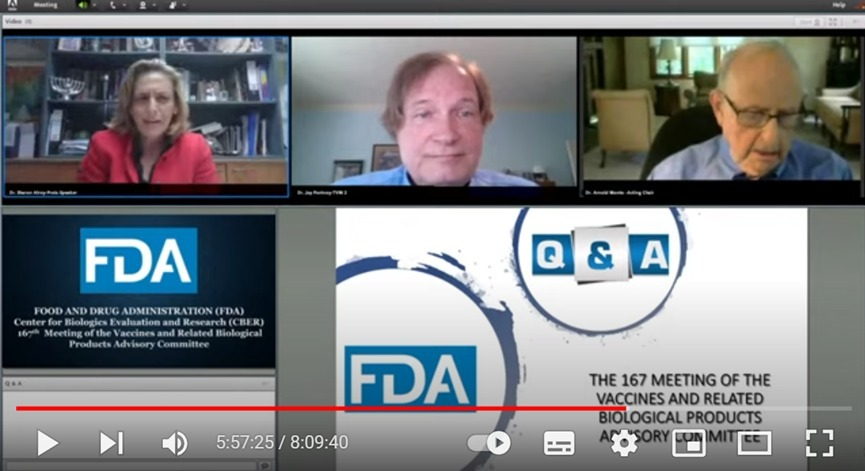 Meeting
Help
Video
Dr. Sharon Alroy-Preis-Speaker
Dr. Jay Portnoy-TVM 2
Dr. Arnold Monto -Acting Chair
FDA
FOOD AND DRUG ADMINISTRATION (FDA)
Center for Biologics Evaluation and Research (CBER)
167th Meeting of the Vaccines and Related Biological
Products Advisory Committee
Q & A
Q & A
FDA
THE 167 MEETING OF THE
VACCINES AND RELATED
BIOLOGICAL PRODUCTS
ADVISORY COMMITTEE
5:57:25 / 8:09:40